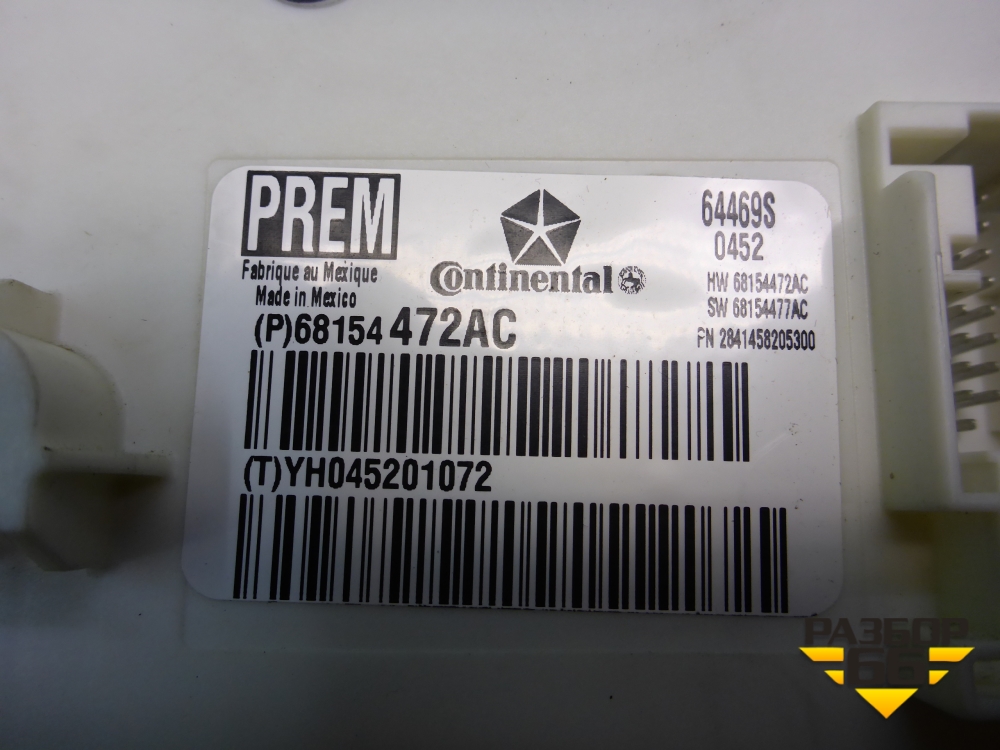 PREM
Fabrique au Mexique
Made in Mexico
Continental
64469S
0452
HW 68154472AC
SW 68154477AC
PN 2841458205300
(P)68154 472AC
(T)YH045201072
РАЗБОР
66